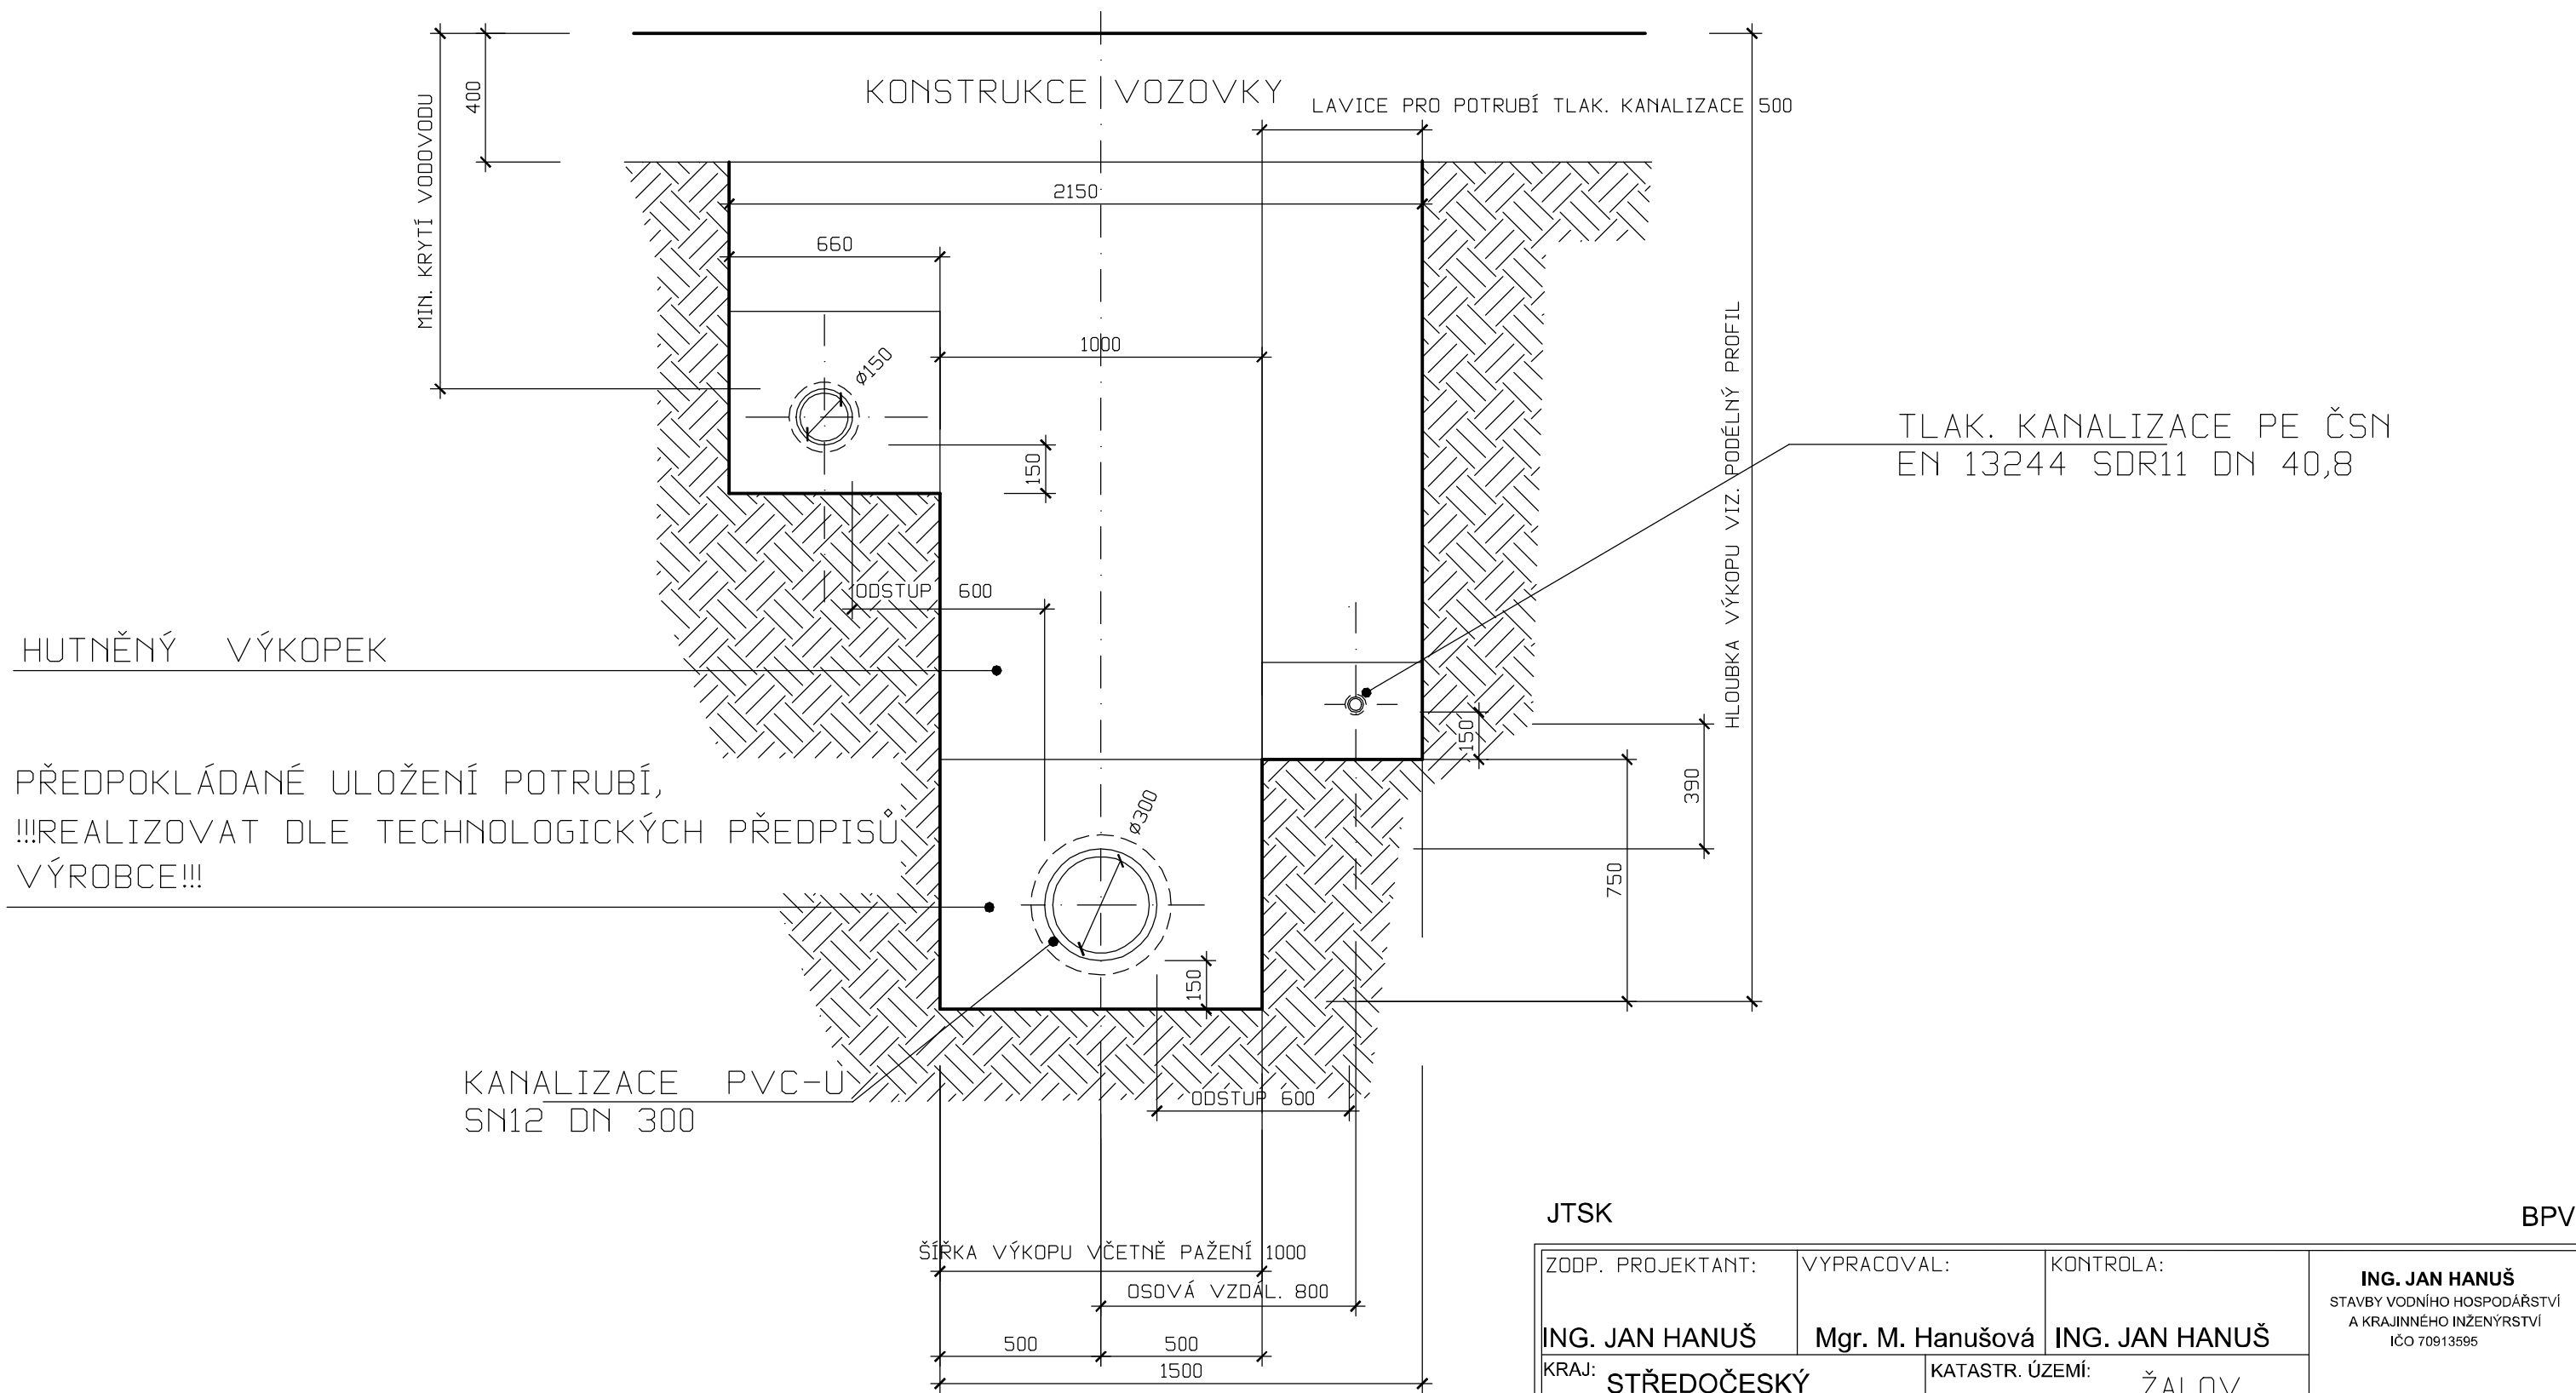 KONSTRUKCE VOZOVKY
LAVICE PRO POTRUBÍ TLAK. KANALIZACE 500
MIN. KRYTÍ VODOVODU
400
2150
660
1000
ø150
150
HLOUBKA VÝKOPU VIZ. PODÉLNÝ PROFIL
TLAK. KANALIZACE PE ČSN
EN 13244 SDR11 DN 40,8
ODSTUP 600
HUTNĚNÝ VÝKOPEK
150
390
750
PŘEDPOKLÁDANÉ ULOŽENÍ POTRUBÍ,
!!!REALIZOVAT DLE TECHNOLOGICKÝCH PŘEDPISŮ
VÝROBCE!!!
ø300
150
KANALIZACE PVC-U
SN12 DN 300
ODSTUP 600
JTSK
BPV
ŠÍŘKA VÝKOPU VČETNĚ PAŽENÍ 1000
OSOVÁ VZDÁL. 800
500
500
1500
ZODP. PROJEKTANT:
VYPRACOVAL:
KONTROLA:
ING. JAN HANUŠ
Mgr. M. Hanušová
ING. JAN HANUŠ
ING. JAN HANUŠ
STAVBY VODNÍHO HOSPODÁŘSTVÍ
A KRAJINNÉHO INŽENÝRSTVÍ
IČO 70913595
KRAJ: STŘEDOČESKÝ
KATASTR. ÚZEMÍ: ŽALOV